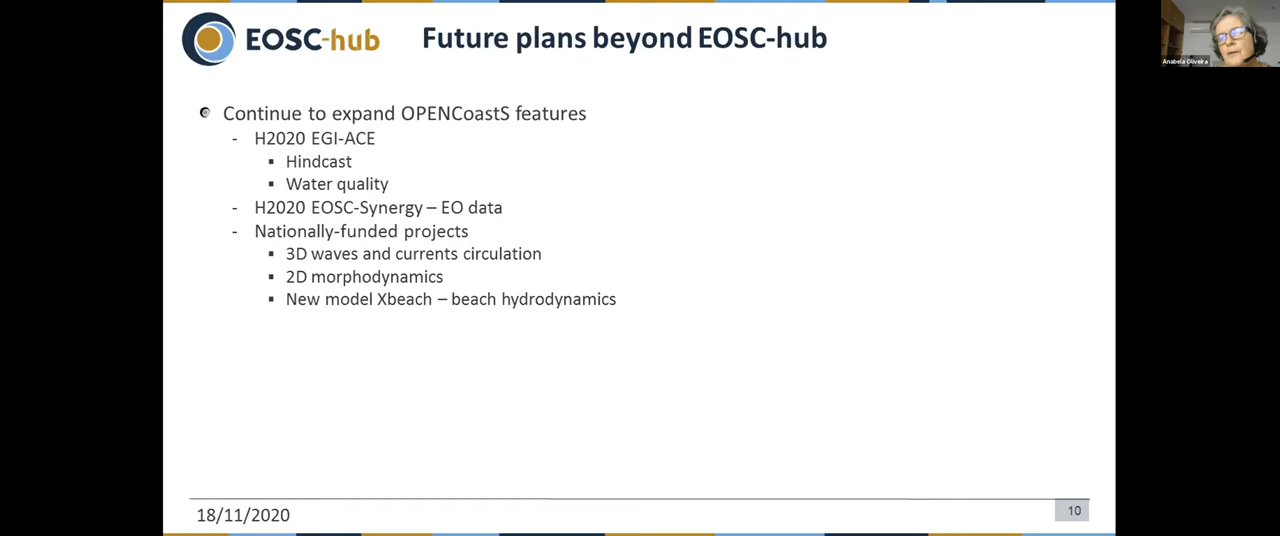 EOSC-hub
Future plans beyond EOSC-hub
Anabela Oliveira
Continue to expand OPENCoastS features
- H2020 EGI-ACE
▪ Hindcast
▪ Water quality
- H2020 EOSC-Synergy – EO data
- Nationally-funded projects
▪ 3D waves and currents circulation
▪ 2D morphodynamics
▪ New model Xbeach – beach hydrodynamics
18/11/2020
10